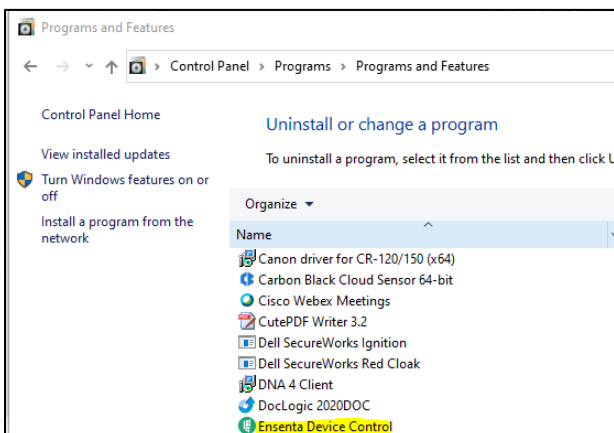 Programs and Features
Control Panel > Programs > Programs and Features
Control Panel Home
View installed updates
Turn Windows features on or
off
Install a program from the
network
Uninstall or change a program
To uninstall a program, select it from the list and then click
Organize
Name
Canon driver for CR-120/150 (x64)
Carbon Black Cloud Sensor 64-bit
Cisco Webex Meetings
CutePDF Writer 3.2
Dell SecureWorks Ignition
Dell SecureWorks Red Cloak
DNA 4 Client
DocLogic 2020DOC
Ensenta Device Control